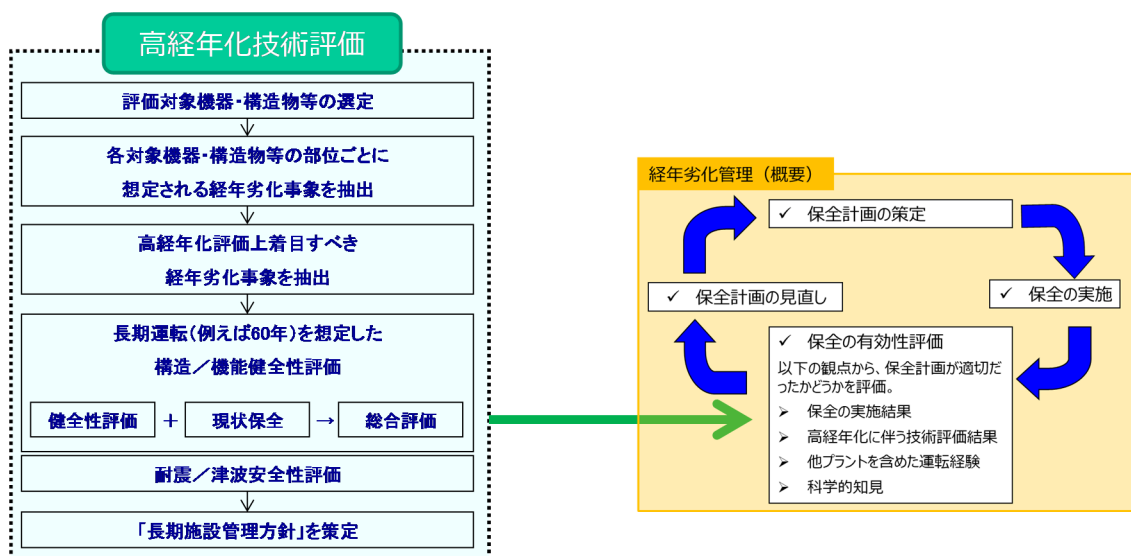 高経年化技術評価
評価対象機器・構造物等の選定
各対象機器・構造物等の部位ごとに
想定される経年劣化事象を抽出
高経年化評価上着目すべき
経年劣化事象を抽出
長期運転(例えば60年)を想定した
構造/機能健全性評価
健全性評価 + 現状保全 → 総合評価
耐震/津波安全性評価
「長期施設管理方針」を策定
経年劣化管理(概要)
✓ 保全計画の策定
✓ 保全計画の見直し
✓ 保全の実施
✓ 保全の有効性評価
以下の観点から、保全計画が適切だ
ったかどうかを評価。
➢ 保全の実施結果
➢ 高経年化に伴う技術評価結果
➢ 他プラントを含めた運転経験
➢ 科学的知見